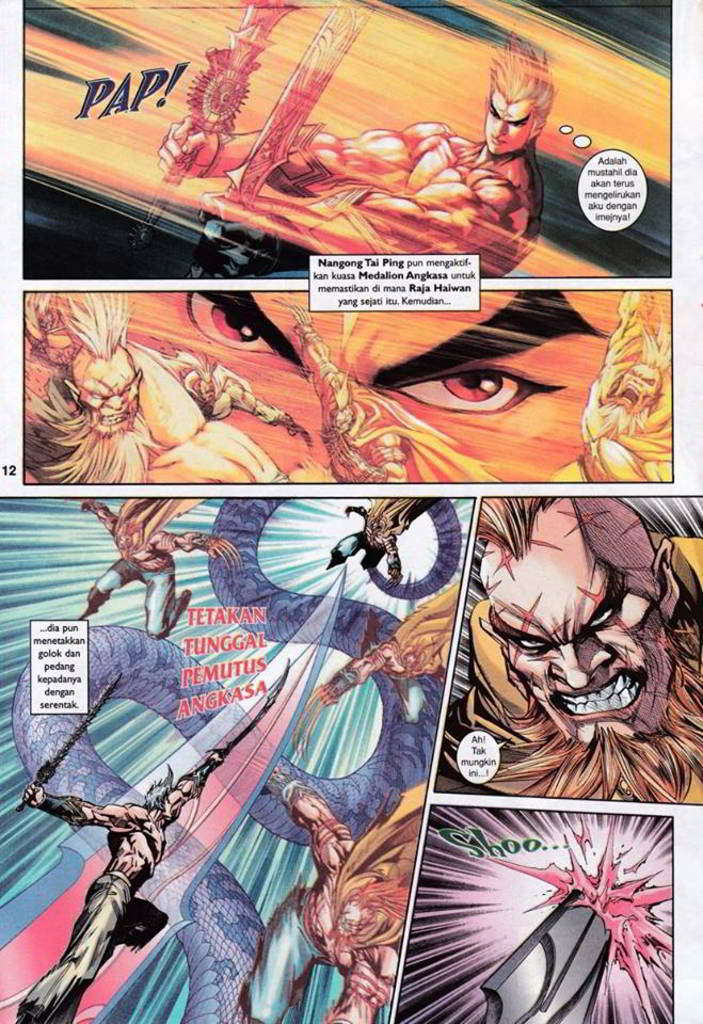 PAP!
Adalah
mustahil dia
akan terus
mengelirukan
aku dengan
imejnya!
Nangong Tai Ping pun mengaktif-
kan kuasa Medalion Angkasa untuk
memastikan di mana Raja Haiwan
yang sejati itu. Kemudian...
12
...dia pun
menetakkan
golok dan
pedang
kepadanya
dengan
serentak.
TETAKAN
TUNGGAL
PEMUTUS
ANGKASA
Ah!
Tak
mungkin
ini...!
Shoo...